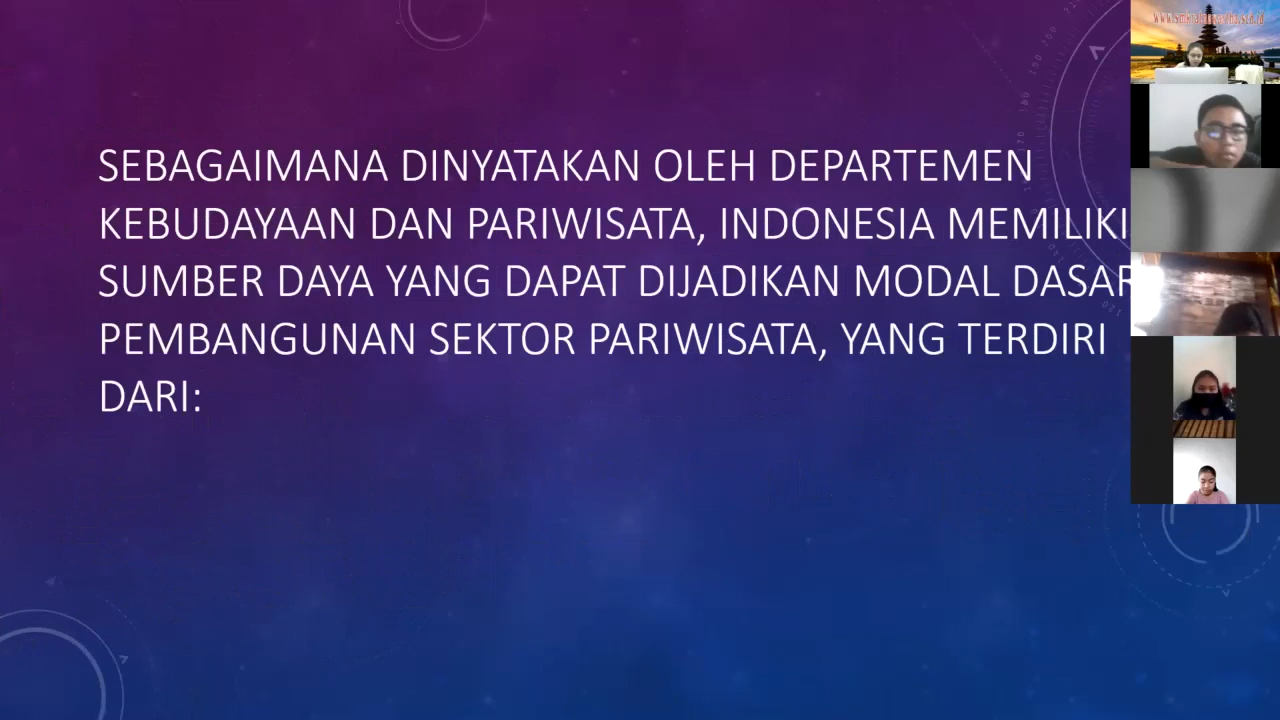 SEBAGAIMANA DINYATAKAN OLEH DEPARTEMEN
KEBUDAYAAN DAN PARIWISATA, INDONESIA MEMILIKI
SUMBER DAYA YANG DAPAT DIJADIKAN MODAL DASAR
PEMBANGUNAN SEKTOR PARIWISATA, YANG TERDIRI
DARI: